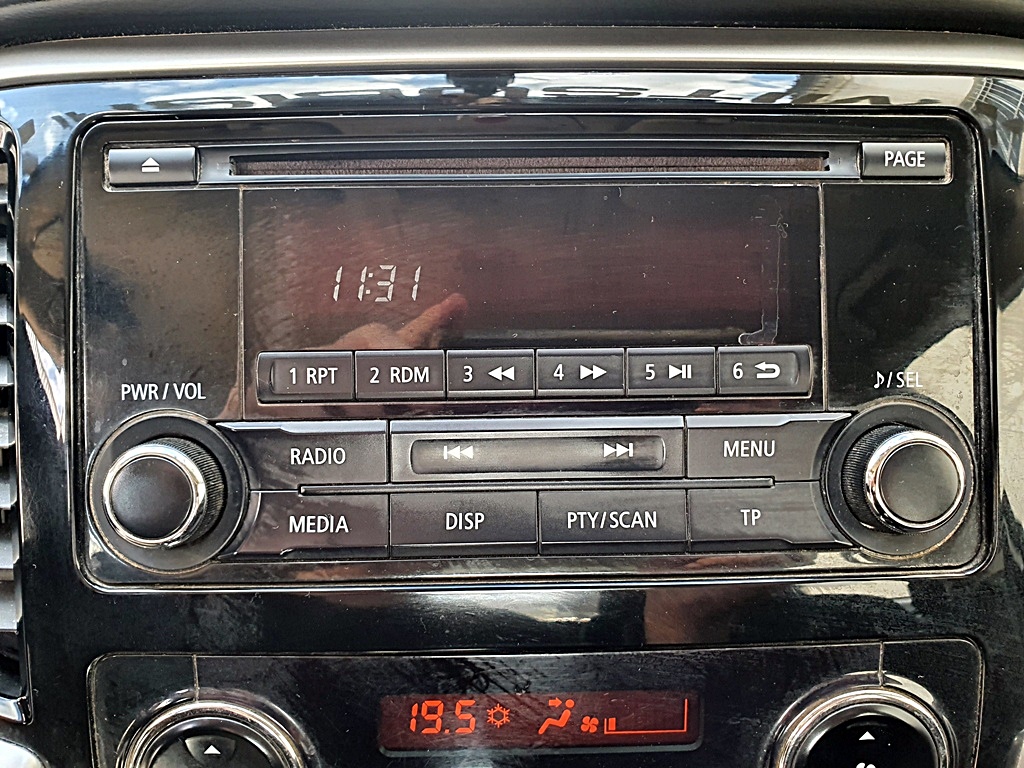 PAGE
11:31
1 RPT 2 RDM 3 4 5 6
PWR/VOL
/SEL
RADIO
MENU
MEDIA DISP PTY/SCAN TP
19.5